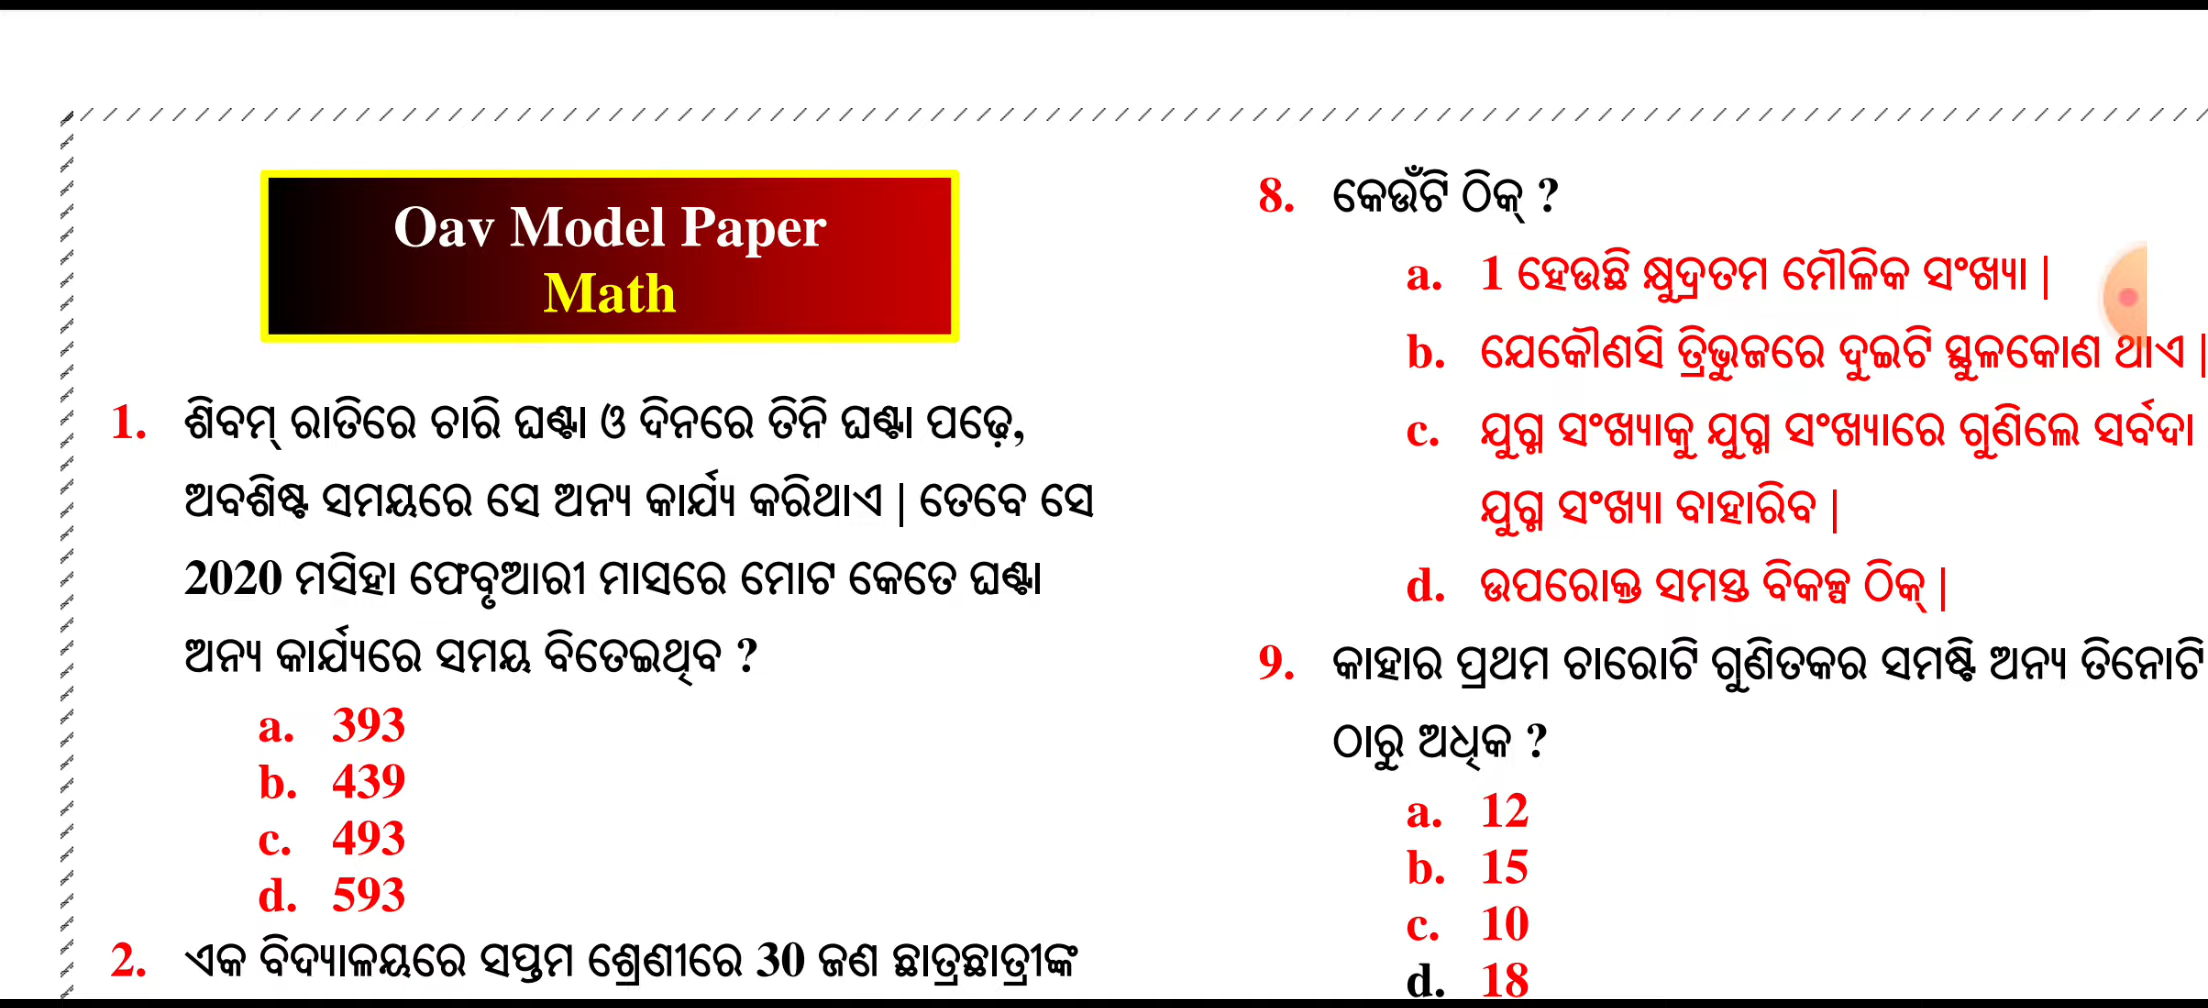 Oav Model Paper
Math
1. ଶିବମ୍ ରାତିରେ ଚାରି ଘଣ୍ଟା ଓ ଦିନରେ ତିନି ଘଣ୍ଟା ପଢ଼େ,
ଅବଶିଷ୍ଟ ସମୟରେ ସେ ଅନ୍ୟ କାର୍ଯ୍ୟ କରିଥାଏ | ତେବେ ସେ
2020 ମସିହା ଫେବୃଆରୀ ମାସରେ ମୋଟ କେତେ ଘଣ୍ଟା
ଅନ୍ୟ କାର୍ଯ୍ୟରେ ସମୟ ବିତେଇଥିବ ?
a. 393
b. 439
c. 493
d. 593
2. ଏକ ବିଦ୍ୟାଳୟରେ ସପ୍ତମ ଶ୍ରେଣୀରେ 30 ଜଣ ଛାତ୍ରଛାତ୍ରୀଙ୍କ
8. କେଉଁଟି ଠିକ୍ ?
a. 1 ହେଉଛି କ୍ଷୁଦ୍ରତମ ମୌଳିକ ସଂଖ୍ୟା |
b. ଯେକୌଣସି ତ୍ରିଭୁଜରେ ଦୁଇଟି ସ୍ଥୁଳକୋଣ ଥାଏ |
c. ଯୁଗ୍ମ ସଂଖ୍ୟାକୁ ଯୁଗ୍ମ ସଂଖ୍ୟାରେ ଗୁଣିଲେ ସର୍ବଦା
ଯୁଗ୍ମ ସଂଖ୍ୟା ବାହାରିବ |
d. ଉପରୋକ୍ତ ସମସ୍ତ ବିକଳ୍ପ ଠିକ୍ |
9. କାହାର ପ୍ରଥମ ଚାରୋଟି ଗୁଣିତକର ସମଷ୍ଟି ଅନ୍ୟ ତିନୋଟି
ଠାରୁ ଅଧିକ ?
a. 12
b. 15
c. 10
d. 18